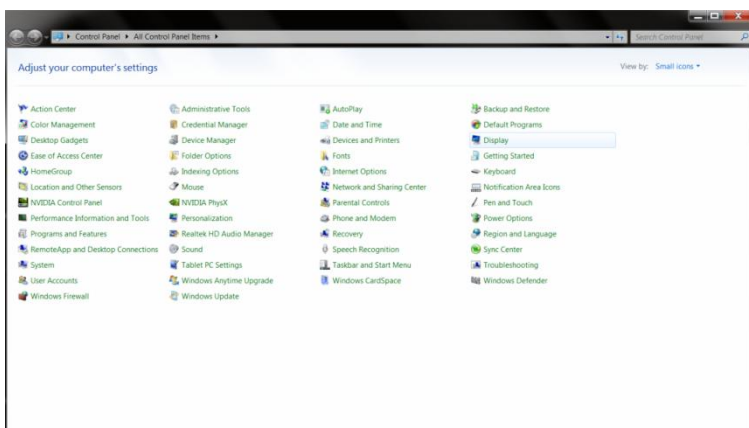 Control Panel ▸ All Control Panel Items ▸ Search Control Panel
Adjust your computer's settings View by: Small icons
Action Center Administrative Tools AutoPlay Backup and Restore
Color Management Credential Manager Date and Time Default Programs
Desktop Gadgets Device Manager Devices and Printers Display
Ease of Access Center Folder Options Fonts Getting Started
HomeGroup Indexing Options Internet Options Keyboard
Location and Other Sensors Mouse Network and Sharing Center Notification Area Icons
NVIDIA Control Panel NVIDIA PhysX Parental Controls Pen and Touch
Performance Information and Tools Personalization Phone and Modem Power Options
Programs and Features Realtek HD Audio Manager Recovery Region and Language
RemoteApp and Desktop Connections Sound Speech Recognition Sync Center
System Tablet PC Settings Taskbar and Start Menu Troubleshooting
User Accounts Windows Anytime Upgrade Windows CardSpace Windows Defender
Windows Firewall Windows Update